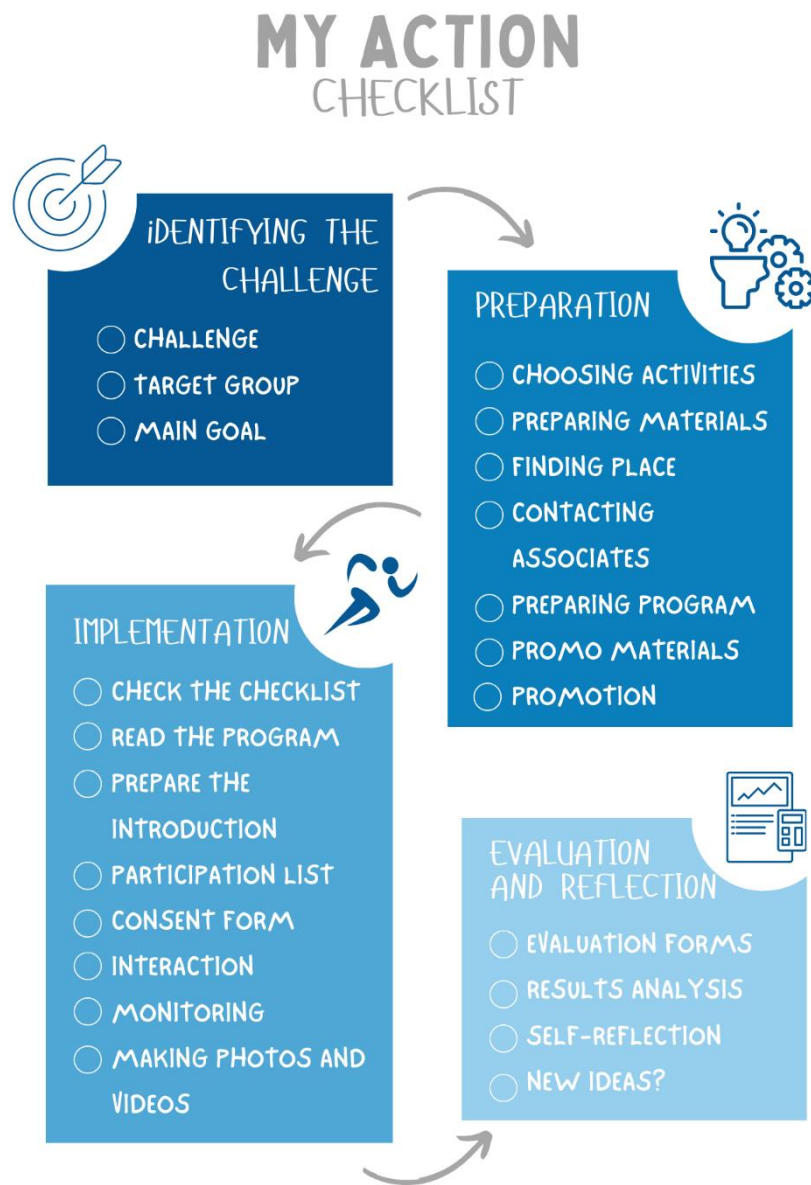 MY ACTION
CHECKLIST
iDENTIFYING THE
CHALLENGE
CHALLENGE
TARGET GROUP
MAIN GOAL
PREPARATION
CHOOSING ACTIVITIES
PREPARING MATERIALS
FINDING PLACE
CONTACTING
ASSOCIATES
PREPARING PROGRAM
PROMO MATERIALS
PROMOTION
IMPLEMENTATION
CHECK THE CHECKLIST
READ THE PROGRAM
PREPARE THE
INTRODUCTION
PARTICIPATION LIST
CONSENT FORM
INTERACTION
MONITORING
MAKING PHOTOS AND
VIDEOS
EVALUATION
AND REFLECTION
EVALUATION FORMS
RESULTS ANALYSIS
SELF-REFLECTION
NEW IDEAS?